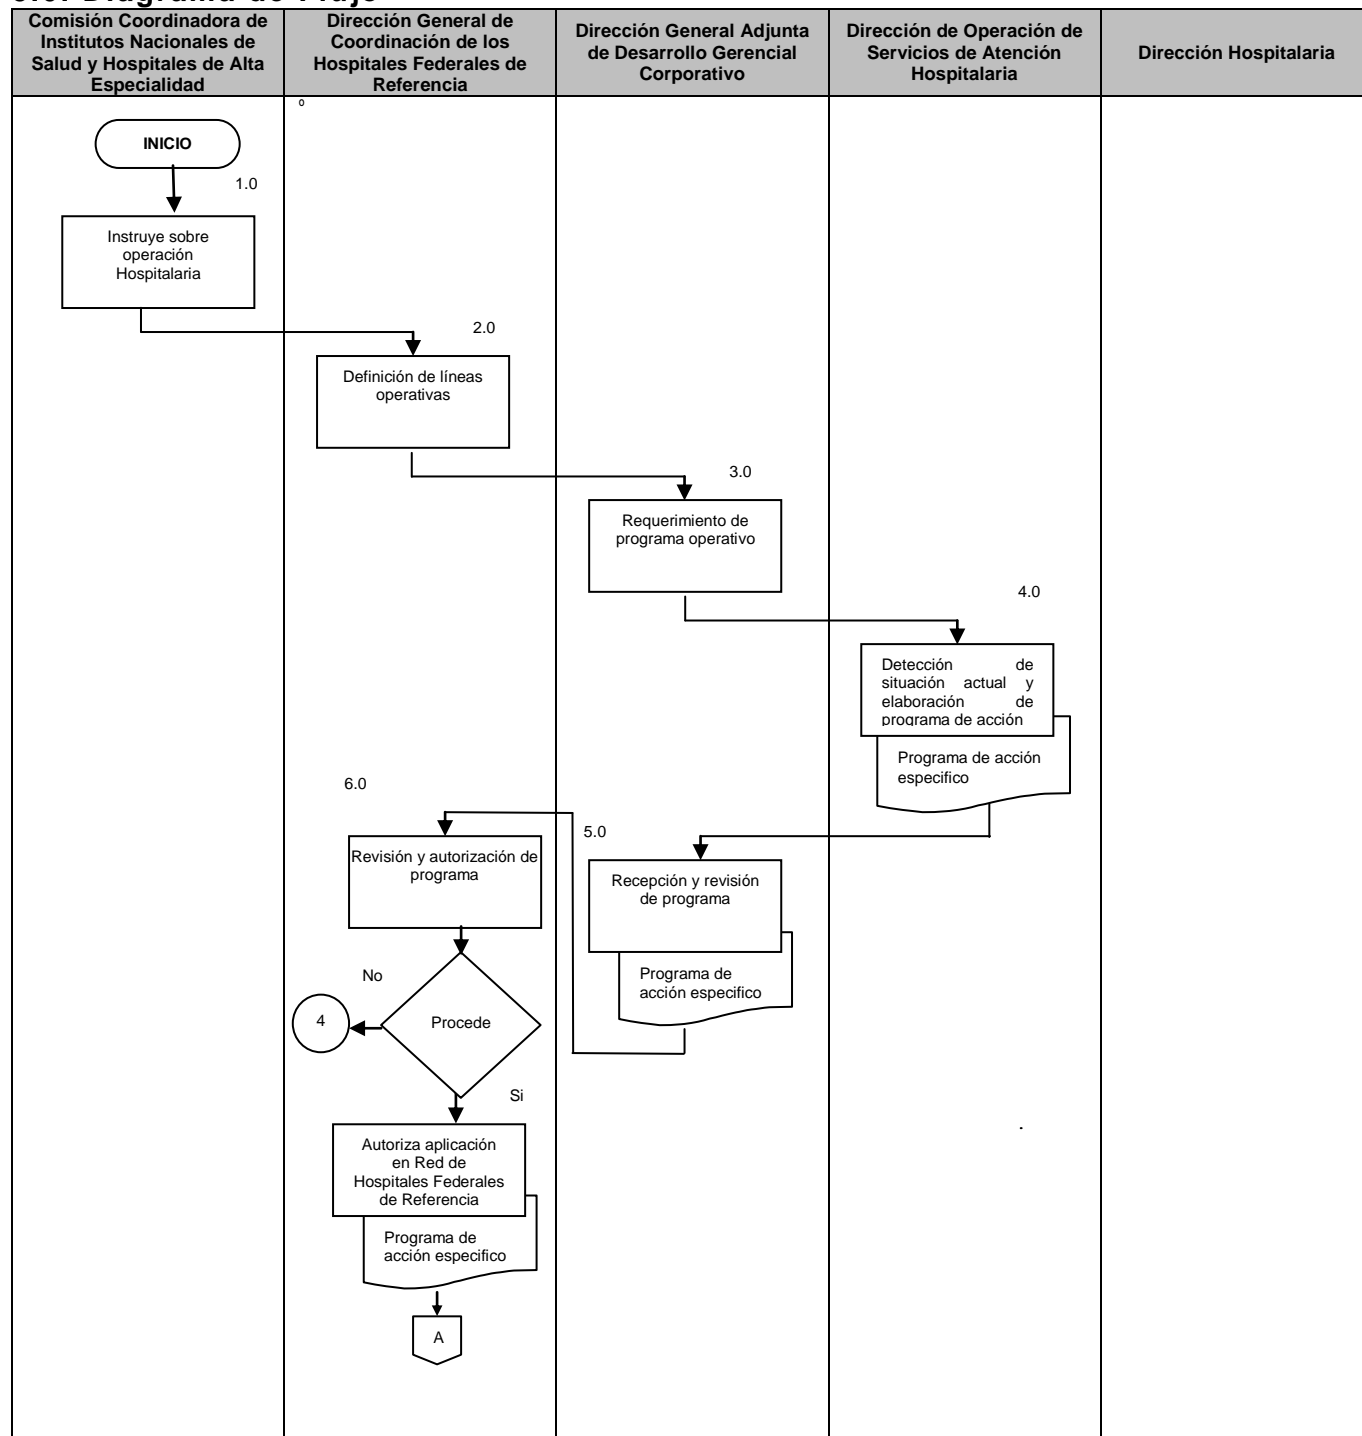 5.0. Diagrama de Flujo
Comisión Coordinadora de
Institutos Nacionales de
Salud y Hospitales de Alta
Especialidad
Dirección General de
Coordinación de los
Hospitales Federales de
Referencia
Dirección General Adjunta
de Desarrollo Gerencial
Corporativo
Dirección de Operación de
Servicios de Atención
Hospitalaria
Dirección Hospitalaria
º
INICIO
1.0
Instruye sobre
operación
Hospitalaria
2.0
Definición de líneas
operativas
3.0
Requerimiento de
programa operativo
4.0
Detección de
situación actual y
elaboración de
programa de acción
Programa de acción
especifico
6.0
5.0
Revisión y autorización de
programa
Recepción y revisión
de programa
Programa de
acción especifico
No
4
Procede
Si
Autoriza aplicación
en Red de
Hospitales Federales
de Referencia
Programa de
acción especifico
A
.